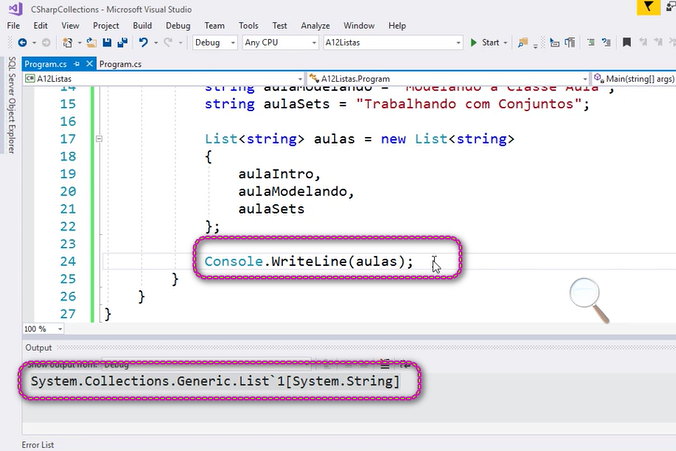 CSharpCollections - Microsoft Visual Studio
File Edit View Project Build Debug Team Tools Test Analyze Window Help
Debug Any CPU A12Listas Start
Program.cs Program.cs
A12Listas A12Listas.Program Main(string[] args)
SQL Server Object Explorer
14 string aulaModelando = "Modelando a Classe Aula";
15 string aulaSets = "Trabalhando com Conjuntos";
16
17 List<string> aulas = new List<string>
18 {
19 aulaIntro,
20 aulaModelando,
21 aulaSets
22 };
23
24 Console.WriteLine(aulas);
25 }
26 }
27 }
100 %
Output
Show output from: Debug
System.Collections.Generic.List`1[System.String]
Error List